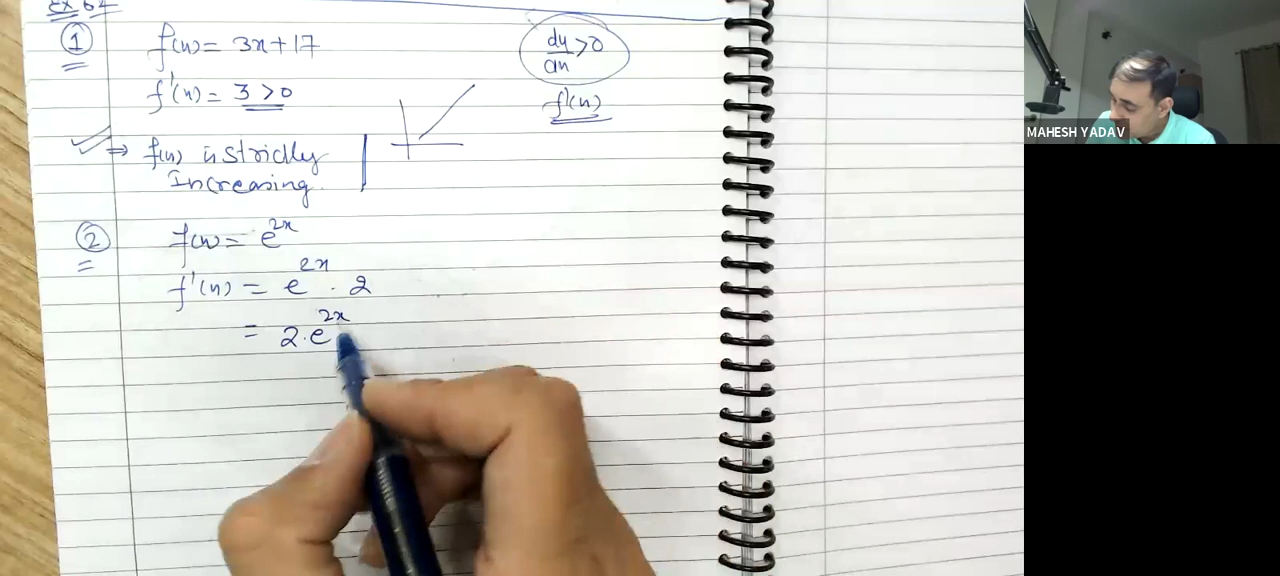 Ex 6.2
① f(x) = 3x+17
dy/dx > 0
f'(x) = 3 > 0
f'(x)
⇒ f(x) is strictly
Increasing.
② f(x) = e^2x
f'(x) = e^2x . 2
= 2.e^2x
MAHESH YADAV